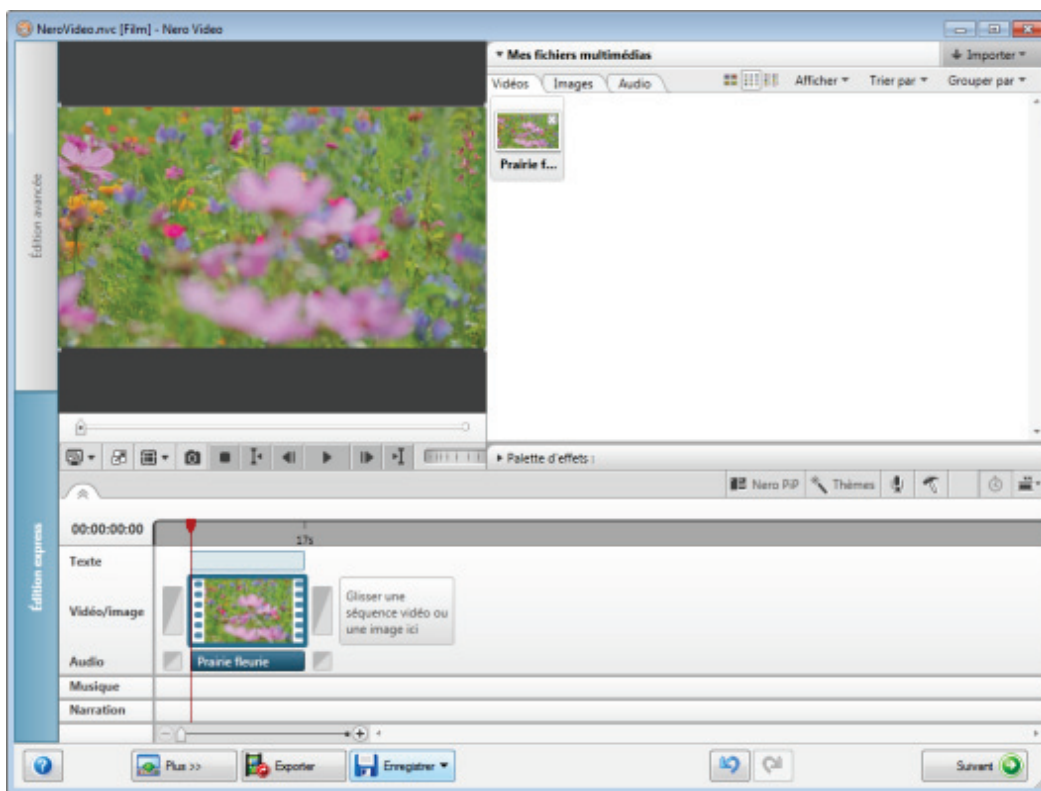 NeroVideo.nvc [Film] - Nero Video
Mes fichiers multimédias
Importer
Vidéos Images Audio Afficher Trier par Grouper par
Prairie f...
Édition avancée
Palette d'effets
Nero PiP Thèmes
Édition express
00:00:00:00
17s
Texte
Vidéo/image
Glisser une
séquence vidéo ou
une image ici
Audio
Prairie fleurie
Musique
Narration
Plus >>
Exporter
Enregistrer
Suivant